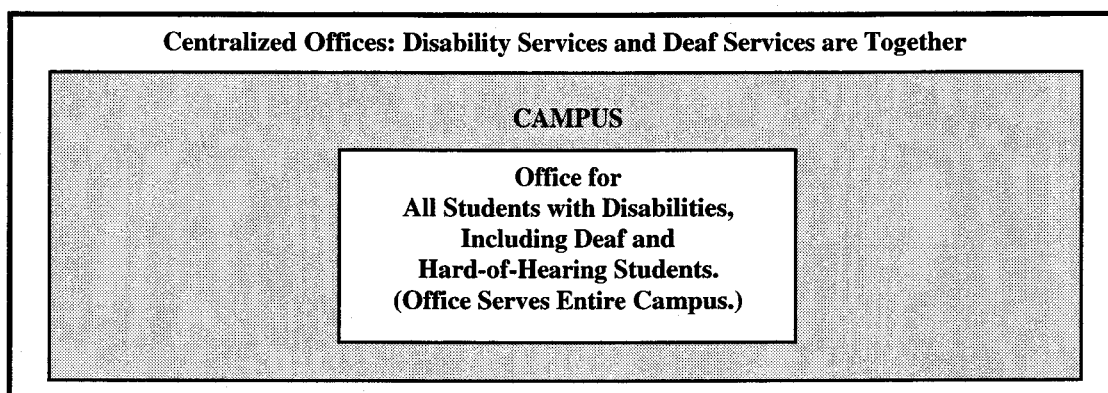 Centralized Offices: Disability Services and Deaf Services are Together
CAMPUS
Office for
All Students with Disabilities,
Including Deaf and
Hard-of-Hearing Students.
(Office Serves Entire Campus.)